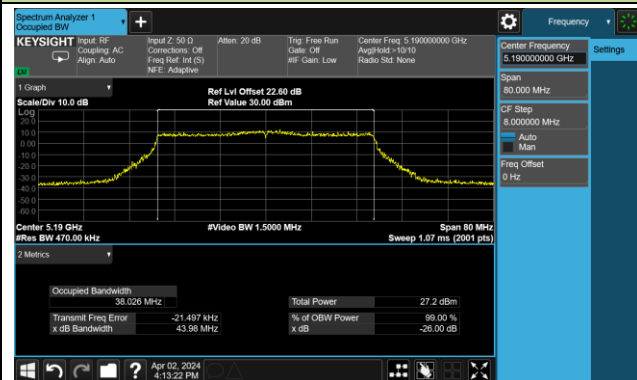 Spectrum Analyzer 1
Occupied BW
+
Frequency
KEYSIGHT
Input: RF
Coupling: AC
Align: Auto
Input Z: 50 Ω
Corrections: Off
Freq Ref: Int (S)
NFE: Adaptive
Atten: 20 dB
Trig: Free Run
Gate: Off
#IF Gain: Low
Center Freq: 5.190000000 GHz
Avg|Hold:>10/10
Radio Std: None
Center Frequency
5.190000000 GHz
Settings
Span
80.000 MHz
CF Step
8.000000 MHz
Auto
Man
Freq Offset
0 Hz
1 Graph
Scale/Div 10.0 dB
Ref Lvl Offset 22.60 dB
Ref Value 30.00 dBm
Log
20.0
10.0
0.00
-10.0
-20.0
-30.0
-40.0
-50.0
-60.0
Center 5.19 GHz
#Video BW 1.5000 MHz
Span 80 MHz
#Res BW 470.00 kHz
Sweep 1.07 ms (2001 pts)
2 Metrics
Occupied Bandwidth
38.026 MHz
Total Power 27.2 dBm
Transmit Freq Error -21.497 kHz
% of OBW Power 99.00 %
x dB Bandwidth 43.98 MHz
x dB -26.00 dB
?
Apr 02, 2024
4:13:22 PM